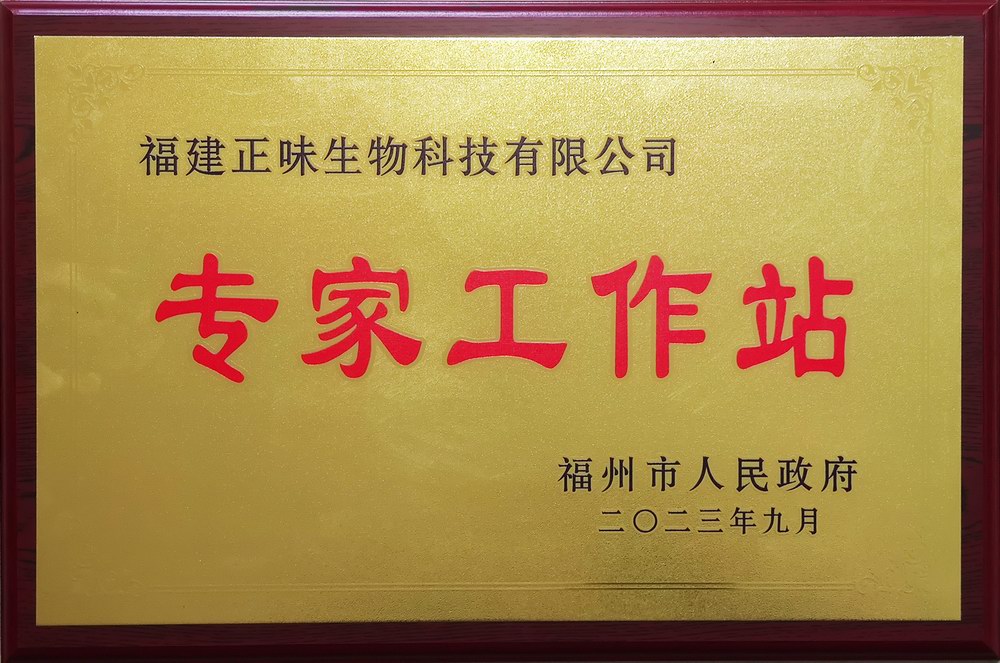 福建正味生物科技有限公司
专家工作站
福州市人民政府
二〇二三年九月